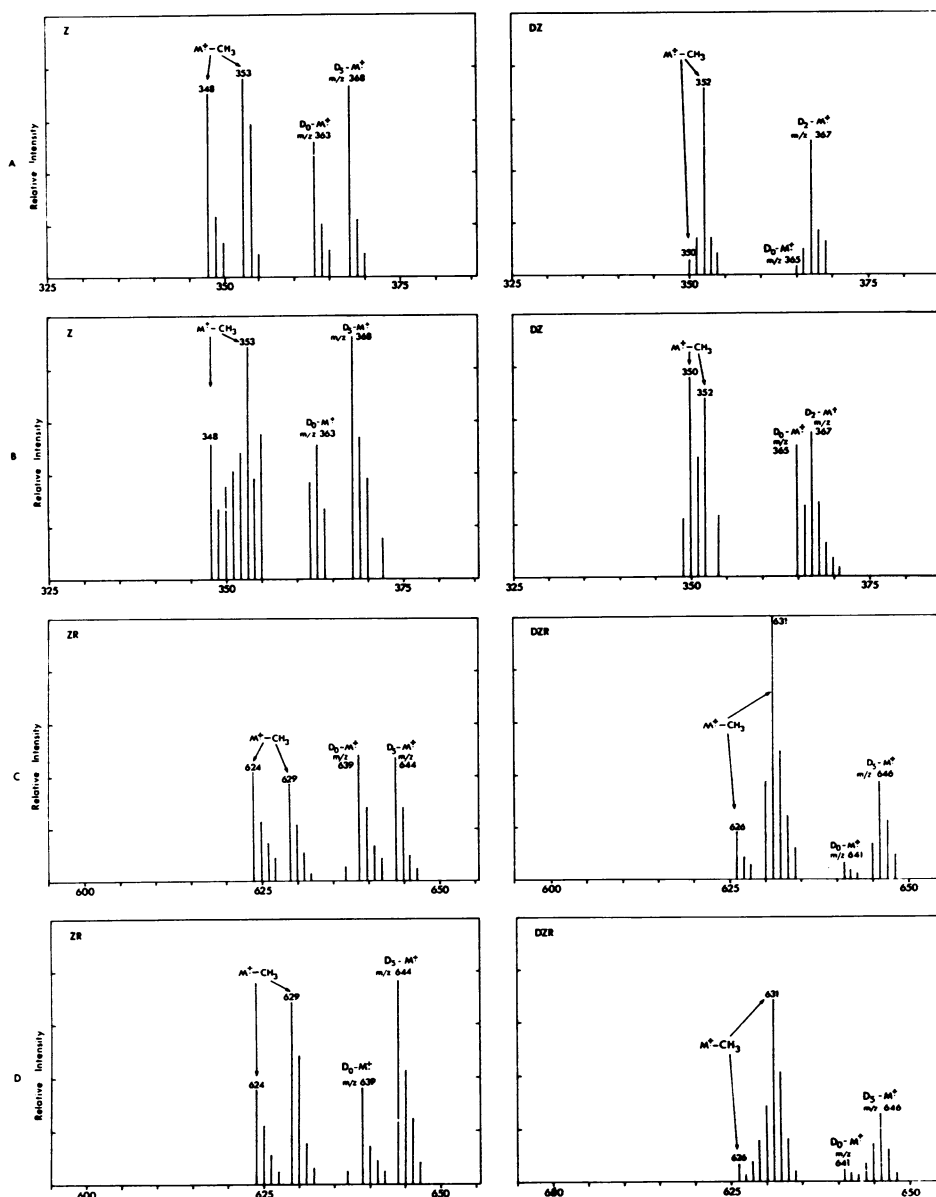 Z
M⁺-CH₃
348
353
D₅-M⁺
m/z 368
D₀-M⁺
m/z 363
A
Relative Intensity
325
350
375
DZ
M⁺-CH₃
352
D₂-M⁺
m/z 367
350
D₀-M⁺
m/z 365
325
350
375
Z
M⁺-CH₃
353
D₅-M⁺
m/z 368
348
D₀-M⁺
m/z 363
B
Relative Intensity
325
350
375
DZ
M⁺-CH₃
350
352
D₀-M⁺
m/z
365
D₂-M⁺
m/z
367
325
350
375
ZR
M⁺-CH₃
624
629
D₀-M⁺
m/z
639
D₅-M⁺
m/z
644
C
Relative Intensity
600
625
650
DZR
631
M⁺-CH₃
626
D₅-M⁺
m/z 646
D₀-M⁺
m/z 641
600
625
650
ZR
D₅-M⁺
m/z 644
M⁺-CH₃
629
624
D₀-M⁺
m/z 639
D
Relative Intensity
600
625
650
DZR
631
M⁺-CH₃
626
D₅-M⁺
m/z 646
D₀-M⁺
m/z
641
625
650